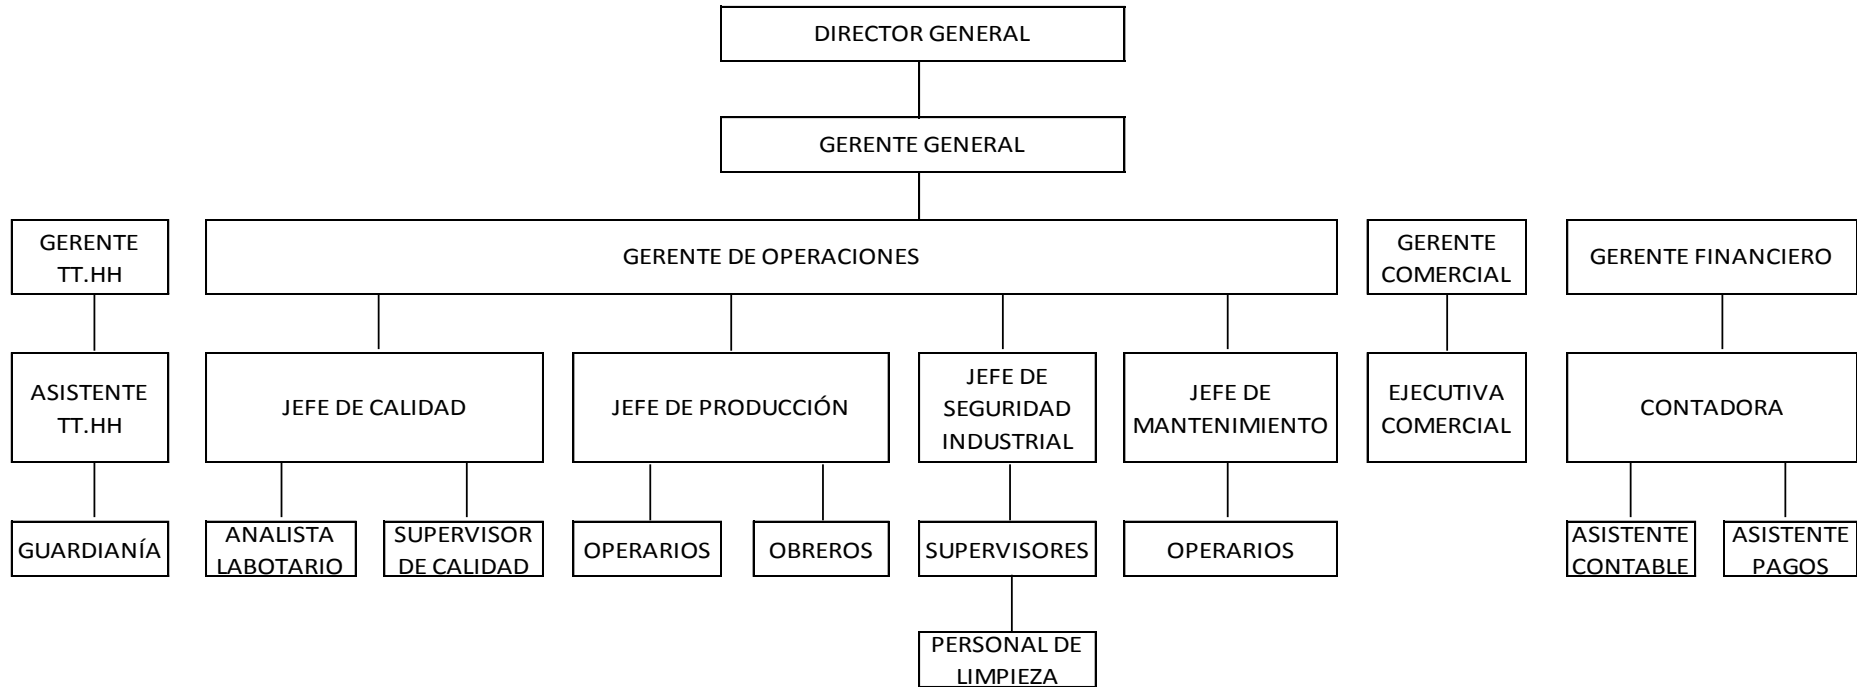 DIRECTOR GENERAL
GERENTE GENERAL
GERENTE
TT.HH
GERENTE DE OPERACIONES
GERENTE
COMERCIAL
GERENTE FINANCIERO
ASISTENTE
TT.HH
JEFE DE CALIDAD
JEFE DE PRODUCCIÓN
JEFE DE
SEGURIDAD
INDUSTRIAL
JEFE DE
MANTENIMIENTO
EJECUTIVA
COMERCIAL
CONTADORA
GUARDIANÍA
ANALISTA
LABOTARIO
SUPERVISOR
DE CALIDAD
OPERARIOS
OBREROS
SUPERVISORES
OPERARIOS
ASISTENTE
CONTABLE
ASISTENTE
PAGOS
PERSONAL DE
LIMPIEZA